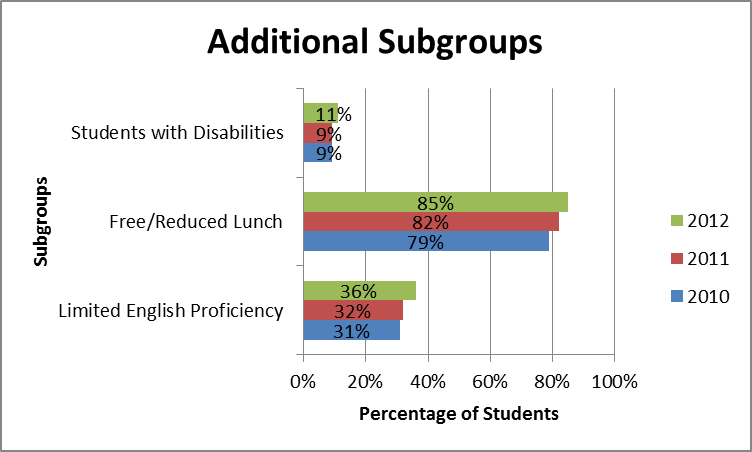 Additional Subgroups
Subgroups
Students with Disabilities
11%
9%
9%
Free/Reduced Lunch
85%
82%
79%
Limited English Proficiency
36%
32%
31%
0% 20% 40% 60% 80% 100%
Percentage of Students
2012
2011
2010